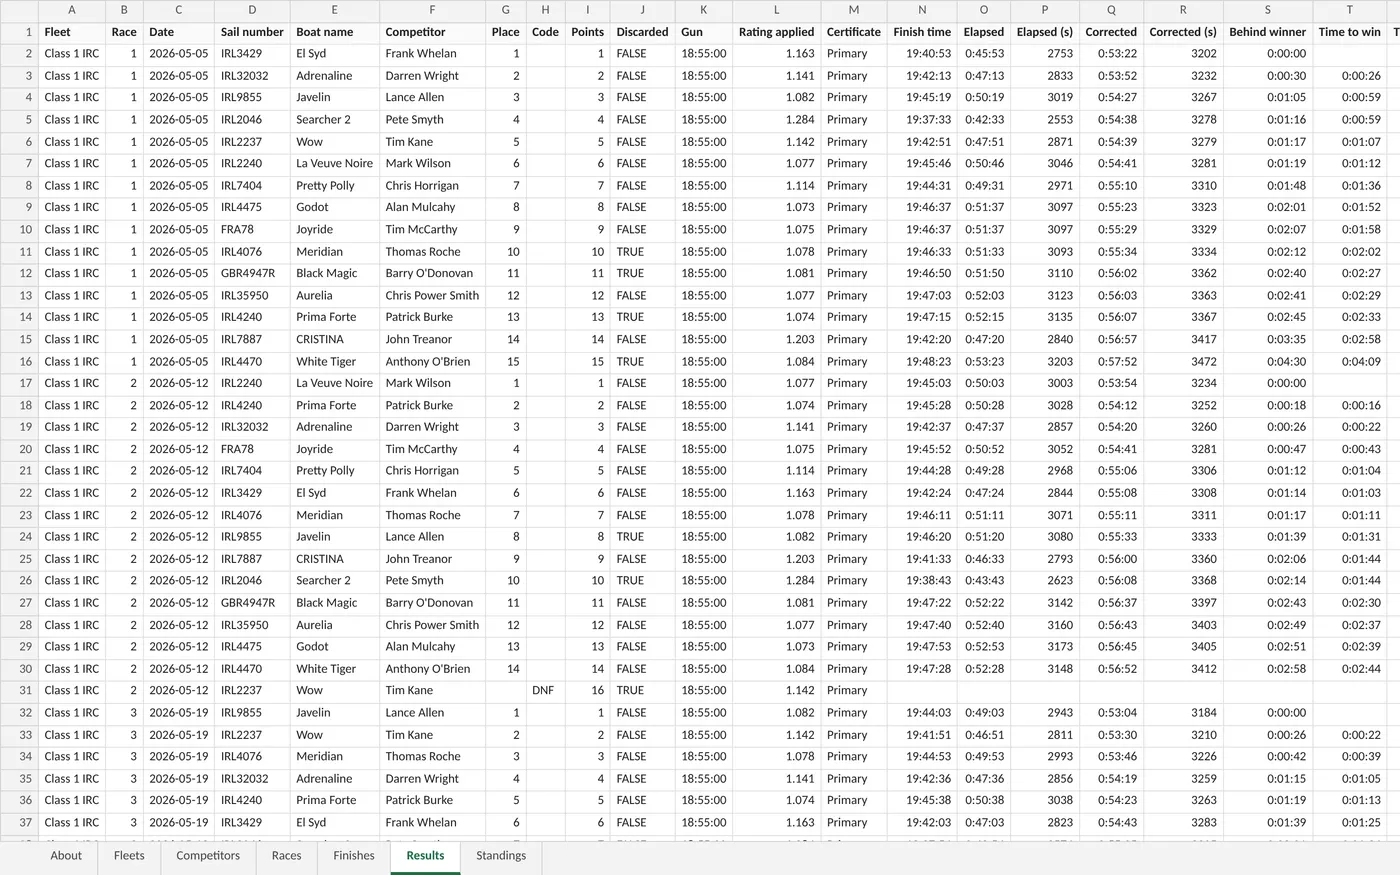 A B C D E F G H I J K L M N O P Q R S T
1 Fleet Race Date Sail number Boat name Competitor Place Code Points Discarded Gun Rating applied Certificate Finish time Elapsed Elapsed (s) Corrected Corrected (s) Behind winner Time to win T
2 Class 1 IRC 1 2026-05-05 IRL3429 El Syd Frank Whelan 1 1 FALSE 18:55:00 1.163 Primary 19:40:53 0:45:53 2753 0:53:22 3202 0:00:00
3 Class 1 IRC 1 2026-05-05 IRL32032 Adrenaline Darren Wright 2 2 FALSE 18:55:00 1.141 Primary 19:42:13 0:47:13 2833 0:53:52 3232 0:00:30 0:00:26
4 Class 1 IRC 1 2026-05-05 IRL9855 Javelin Lance Allen 3 3 FALSE 18:55:00 1.082 Primary 19:45:19 0:50:19 3019 0:54:27 3267 0:01:05 0:00:59
5 Class 1 IRC 1 2026-05-05 IRL2046 Searcher 2 Pete Smyth 4 4 FALSE 18:55:00 1.284 Primary 19:37:33 0:42:33 2553 0:54:38 3278 0:01:16 0:00:59
6 Class 1 IRC 1 2026-05-05 IRL2237 Wow Tim Kane 5 5 FALSE 18:55:00 1.142 Primary 19:42:51 0:47:51 2871 0:54:39 3279 0:01:17 0:01:07
7 Class 1 IRC 1 2026-05-05 IRL2240 La Veuve Noire Mark Wilson 6 6 FALSE 18:55:00 1.077 Primary 19:45:46 0:50:46 3046 0:54:41 3281 0:01:19 0:01:12
8 Class 1 IRC 1 2026-05-05 IRL7404 Pretty Polly Chris Horrigan 7 7 FALSE 18:55:00 1.114 Primary 19:44:31 0:49:31 2971 0:55:10 3310 0:01:48 0:01:36
9 Class 1 IRC 1 2026-05-05 IRL4475 Godot Alan Mulcahy 8 8 FALSE 18:55:00 1.073 Primary 19:46:37 0:51:37 3097 0:55:23 3323 0:02:01 0:01:52
10 Class 1 IRC 1 2026-05-05 FRA78 Joyride Tim McCarthy 9 9 FALSE 18:55:00 1.075 Primary 19:46:37 0:51:37 3097 0:55:29 3329 0:02:07 0:01:58
11 Class 1 IRC 1 2026-05-05 IRL4076 Meridian Thomas Roche 10 10 TRUE 18:55:00 1.078 Primary 19:46:33 0:51:33 3093 0:55:34 3334 0:02:12 0:02:02
12 Class 1 IRC 1 2026-05-05 GBR4947R Black Magic Barry O'Donovan 11 11 TRUE 18:55:00 1.081 Primary 19:46:50 0:51:50 3110 0:56:02 3362 0:02:40 0:02:27
13 Class 1 IRC 1 2026-05-05 IRL35950 Aurelia Chris Power Smith 12 12 FALSE 18:55:00 1.077 Primary 19:47:03 0:52:03 3123 0:56:03 3363 0:02:41 0:02:29
14 Class 1 IRC 1 2026-05-05 IRL4240 Prima Forte Patrick Burke 13 13 TRUE 18:55:00 1.074 Primary 19:47:15 0:52:15 3135 0:56:07 3367 0:02:45 0:02:33
15 Class 1 IRC 1 2026-05-05 IRL7887 CRISTINA John Treanor 14 14 FALSE 18:55:00 1.203 Primary 19:42:20 0:47:20 2840 0:56:57 3417 0:03:35 0:02:58
16 Class 1 IRC 1 2026-05-05 IRL4470 White Tiger Anthony O'Brien 15 15 TRUE 18:55:00 1.084 Primary 19:48:23 0:53:23 3203 0:57:52 3472 0:04:30 0:04:09
17 Class 1 IRC 2 2026-05-12 IRL2240 La Veuve Noire Mark Wilson 1 1 FALSE 18:55:00 1.077 Primary 19:45:03 0:50:03 3003 0:53:54 3234 0:00:00
18 Class 1 IRC 2 2026-05-12 IRL4240 Prima Forte Patrick Burke 2 2 FALSE 18:55:00 1.074 Primary 19:45:28 0:50:28 3028 0:54:12 3252 0:00:18 0:00:16
19 Class 1 IRC 2 2026-05-12 IRL32032 Adrenaline Darren Wright 3 3 FALSE 18:55:00 1.141 Primary 19:42:37 0:47:37 2857 0:54:20 3260 0:00:26 0:00:22
20 Class 1 IRC 2 2026-05-12 FRA78 Joyride Tim McCarthy 4 4 FALSE 18:55:00 1.075 Primary 19:45:52 0:50:52 3052 0:54:41 3281 0:00:47 0:00:43
21 Class 1 IRC 2 2026-05-12 IRL7404 Pretty Polly Chris Horrigan 5 5 FALSE 18:55:00 1.114 Primary 19:44:28 0:49:28 2968 0:55:06 3306 0:01:12 0:01:04
22 Class 1 IRC 2 2026-05-12 IRL3429 El Syd Frank Whelan 6 6 FALSE 18:55:00 1.163 Primary 19:42:24 0:47:24 2844 0:55:08 3308 0:01:14 0:01:03
23 Class 1 IRC 2 2026-05-12 IRL4076 Meridian Thomas Roche 7 7 FALSE 18:55:00 1.078 Primary 19:46:11 0:51:11 3071 0:55:11 3311 0:01:17 0:01:11
24 Class 1 IRC 2 2026-05-12 IRL9855 Javelin Lance Allen 8 8 TRUE 18:55:00 1.082 Primary 19:46:20 0:51:20 3080 0:55:33 3333 0:01:39 0:01:31
25 Class 1 IRC 2 2026-05-12 IRL7887 CRISTINA John Treanor 9 9 FALSE 18:55:00 1.203 Primary 19:41:33 0:46:33 2793 0:56:00 3360 0:02:06 0:01:44
26 Class 1 IRC 2 2026-05-12 IRL2046 Searcher 2 Pete Smyth 10 10 TRUE 18:55:00 1.284 Primary 19:38:43 0:43:43 2623 0:56:08 3368 0:02:14 0:01:44
27 Class 1 IRC 2 2026-05-12 GBR4947R Black Magic Barry O'Donovan 11 11 FALSE 18:55:00 1.081 Primary 19:47:22 0:52:22 3142 0:56:37 3397 0:02:43 0:02:30
28 Class 1 IRC 2 2026-05-12 IRL35950 Aurelia Chris Power Smith 12 12 FALSE 18:55:00 1.077 Primary 19:47:40 0:52:40 3160 0:56:43 3403 0:02:49 0:02:37
29 Class 1 IRC 2 2026-05-12 IRL4475 Godot Alan Mulcahy 13 13 FALSE 18:55:00 1.073 Primary 19:47:53 0:52:53 3173 0:56:45 3405 0:02:51 0:02:39
30 Class 1 IRC 2 2026-05-12 IRL4470 White Tiger Anthony O'Brien 14 14 FALSE 18:55:00 1.084 Primary 19:47:28 0:52:28 3148 0:56:52 3412 0:02:58 0:02:44
31 Class 1 IRC 2 2026-05-12 IRL2237 Wow Tim Kane DNF 16 TRUE 18:55:00 1.142 Primary
32 Class 1 IRC 3 2026-05-19 IRL9855 Javelin Lance Allen 1 1 FALSE 18:55:00 1.082 Primary 19:44:03 0:49:03 2943 0:53:04 3184 0:00:00
33 Class 1 IRC 3 2026-05-19 IRL2237 Wow Tim Kane 2 2 FALSE 18:55:00 1.142 Primary 19:41:51 0:46:51 2811 0:53:30 3210 0:00:26 0:00:22
34 Class 1 IRC 3 2026-05-19 IRL4076 Meridian Thomas Roche 3 3 FALSE 18:55:00 1.078 Primary 19:44:53 0:49:53 2993 0:53:46 3226 0:00:42 0:00:39
35 Class 1 IRC 3 2026-05-19 IRL32032 Adrenaline Darren Wright 4 4 FALSE 18:55:00 1.141 Primary 19:42:36 0:47:36 2856 0:54:19 3259 0:01:15 0:01:05
36 Class 1 IRC 3 2026-05-19 IRL4240 Prima Forte Patrick Burke 5 5 FALSE 18:55:00 1.074 Primary 19:45:38 0:50:38 3038 0:54:23 3263 0:01:19 0:01:13
37 Class 1 IRC 3 2026-05-19 IRL3429 El Syd Frank Whelan 6 6 FALSE 18:55:00 1.163 Primary 19:42:03 0:47:03 2823 0:54:43 3283 0:01:39 0:01:25
About Fleets Competitors Races Finishes Results Standings